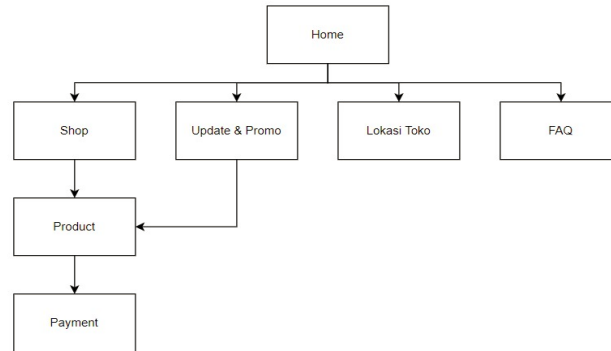 Home
Shop
Update & Promo
Lokasi Toko
FAQ
Product
Payment